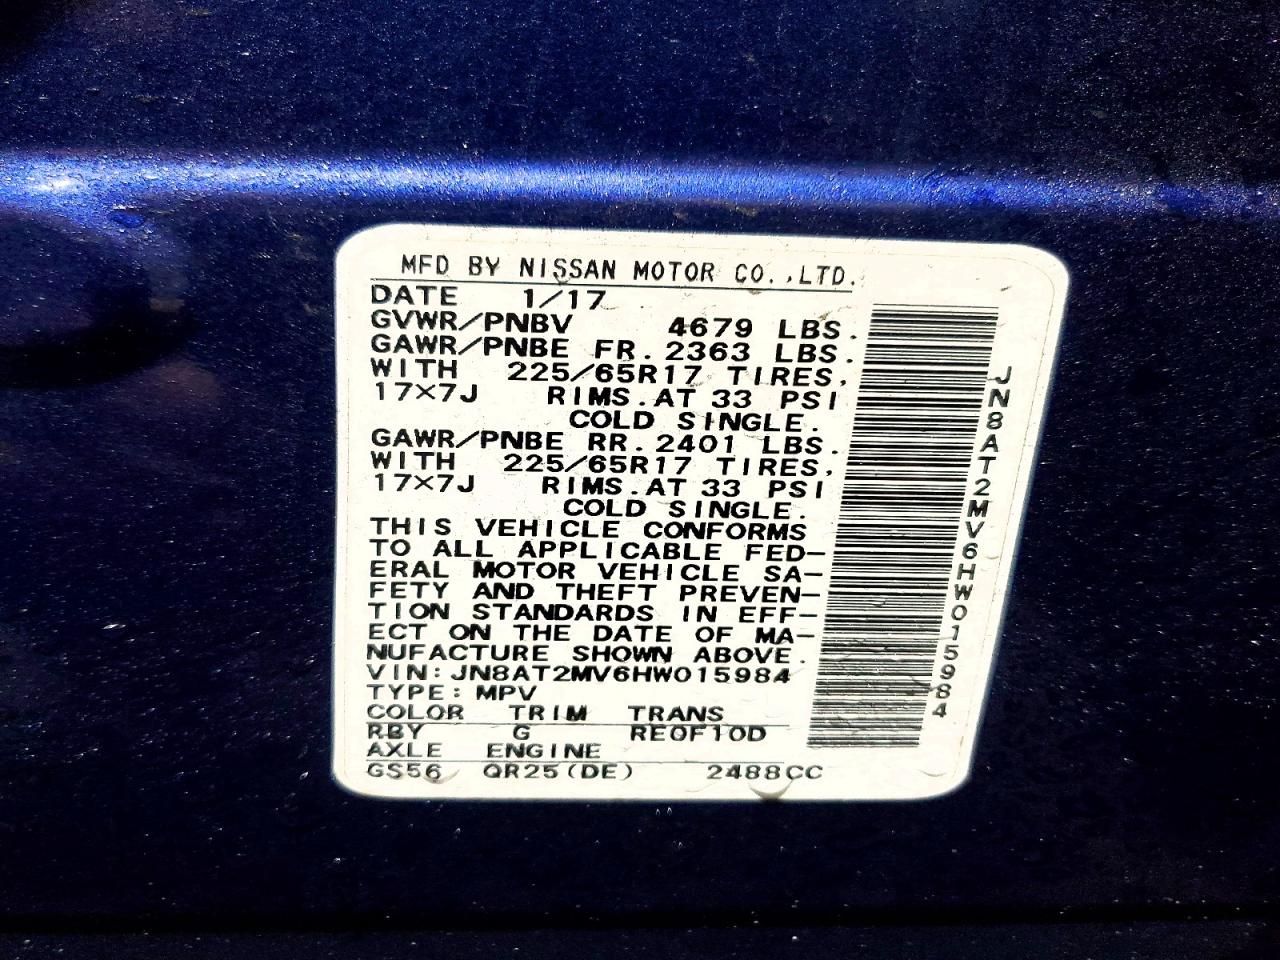 MFD BY NISSAN MOTOR CO.,LTD.
DATE 1/17
GVWR/PNBV 4679 LBS.
GAWR/PNBE FR. 2363 LBS.
WITH 225/65R17 TIRES,
17×7J RIMS.AT 33 PSI
COLD SINGLE.
GAWR/PNBE RR. 2401 LBS.
WITH 225/65R17 TIRES,
17×7J RIMS.AT 33 PSI
COLD SINGLE.
THIS VEHICLE CONFORMS
TO ALL APPLICABLE FED-
ERAL MOTOR VEHICLE SA-
FETY AND THEFT PREVEN-
TION STANDARDS IN EFF-
ECT ON THE DATE OF MA-
NUFACTURE SHOWN ABOVE.
VIN: JN8AT2MV6HW015984
TYPE: MPV
COLOR TRIM TRANS
RBY G RE0F10D
AXLE ENGINE
GS56 QR25(DE) 2488CC
JN8AT2MV6HW015984